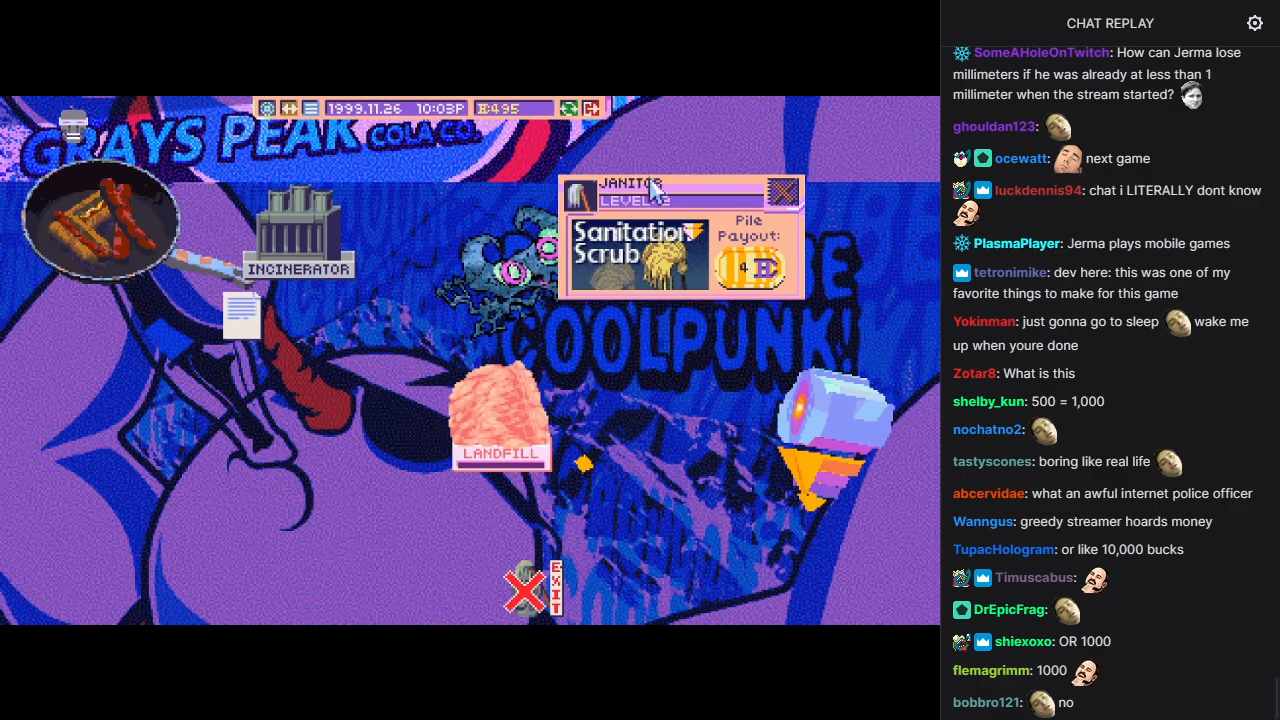 GRAYS PEAK COLA CO.
1999.11.26 10:03P
495
JANITOR
LEVEL 2
Sanitation
Scrub
Pile
Payout:
4
INCINERATOR
COOLPUNK!
LANDFILL
EXIT
CHAT REPLAY
SomeAHoleOnTwitch: How can Jerma lose
millimeters if he was already at less than 1
millimeter when the stream started?
ghouldan123:
ocewatt: next game
luckdennis94: chat i LITERALLY dont know
PlasmaPlayer: Jerma plays mobile games
tetronimike: dev here: this was one of my
favorite things to make for this game
Yokinman: just gonna go to sleep wake me
up when youre done
Zotar8: What is this
shelby_kun: 500 = 1,000
nochatno2:
tastyscones: boring like real life
abcervidae: what an awful internet police officer
Wanngus: greedy streamer hoards money
TupacHologram: or like 10,000 bucks
Timuscabus:
DrEpicFrag:
shiexoxo: OR 1000
flemagrimm: 1000
bobbro121: no